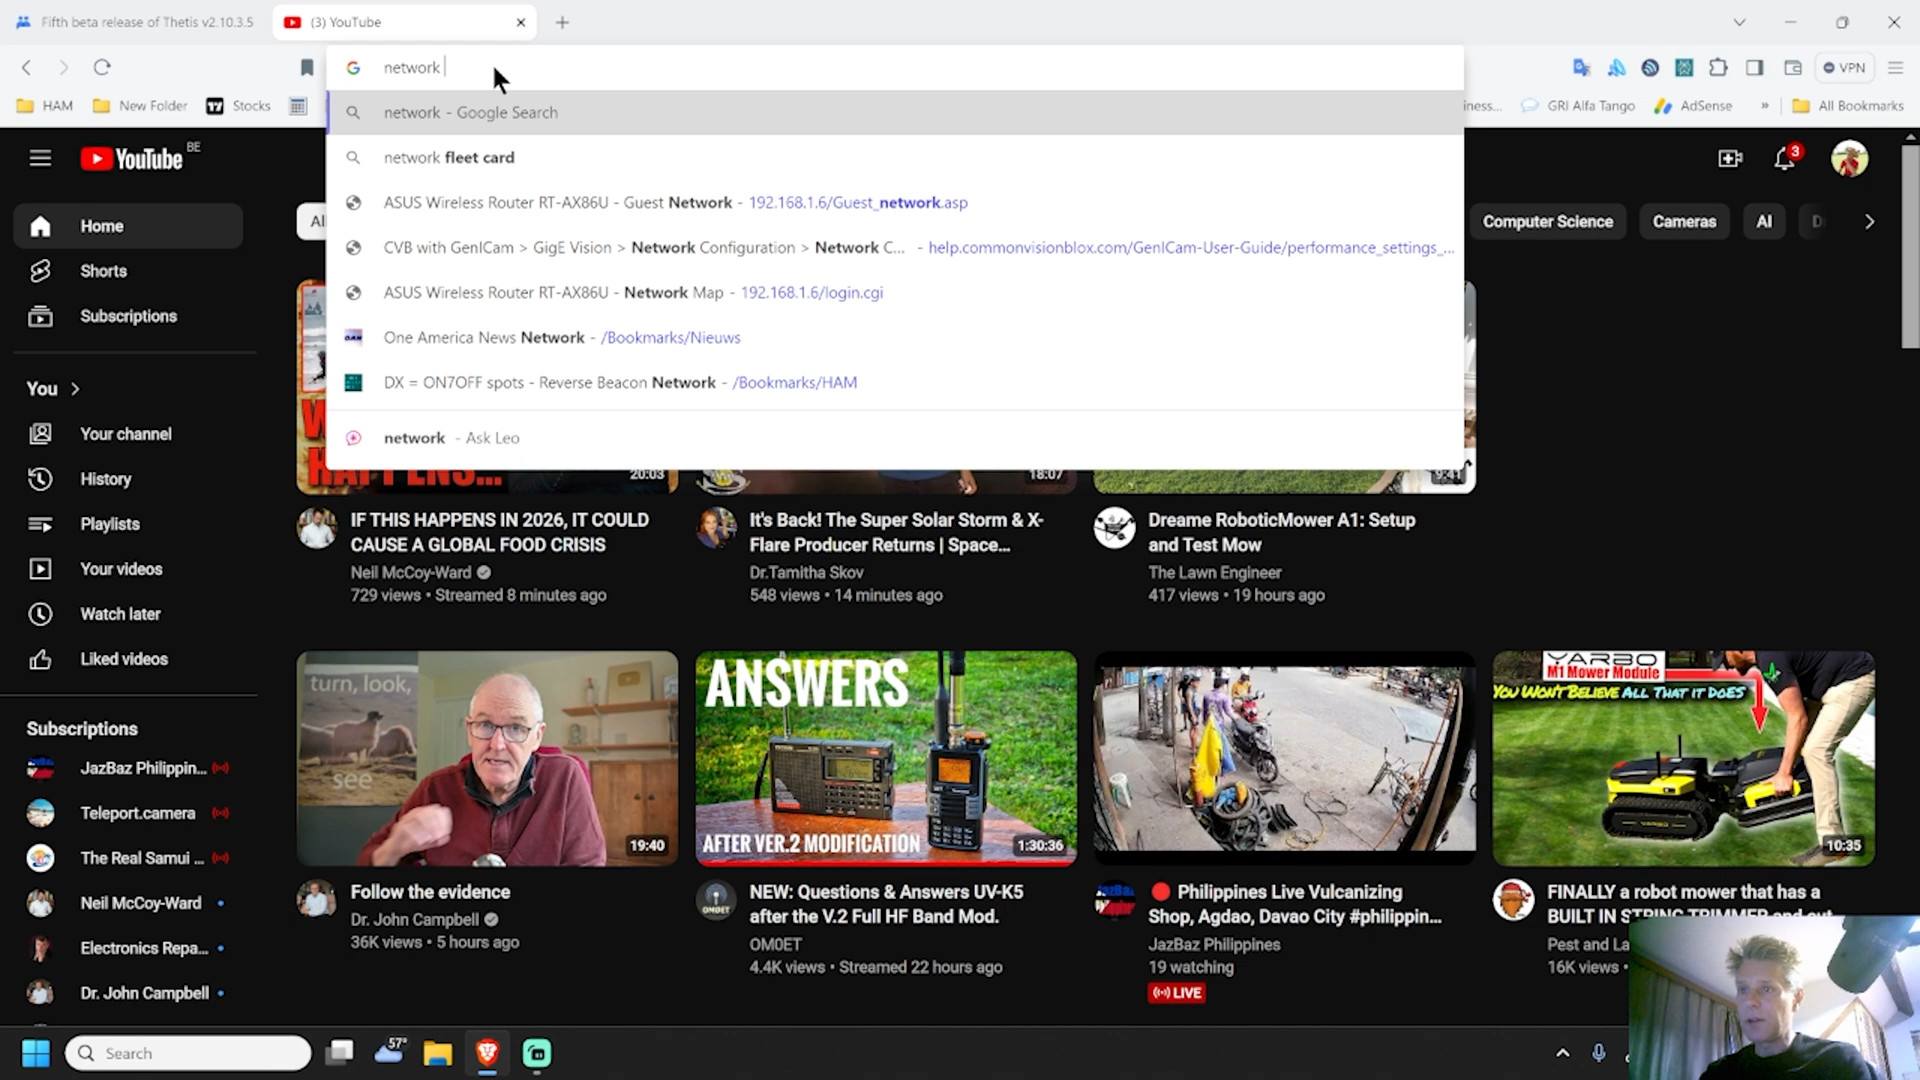 Fifth beta release of Thetis v2.10.3.5
(3) YouTube
network
VPN
HAM
New Folder
Stocks
iness...
GRI Alfa Tango
AdSense
»
All Bookmarks
network - Google Search
network fleet card
ASUS Wireless Router RT-AX86U - Guest Network - 192.168.1.6/Guest_network.asp
CVB with GenICam > GigE Vision > Network Configuration > Network C... - help.commonvisionblox.com/GenICam-User-Guide/performance_settings_...
ASUS Wireless Router RT-AX86U - Network Map - 192.168.1.6/login.cgi
One America News Network - /Bookmarks/Nieuws
DX = ON7OFF spots - Reverse Beacon Network - /Bookmarks/HAM
network - Ask Leo
YouTube BE
3
Home
Shorts
Subscriptions
You
Your channel
History
Playlists
Your videos
Watch later
Liked videos
Subscriptions
JazBaz Philippin...
Teleport.camera
The Real Samui ...
Neil McCoy-Ward
Electronics Repa...
Dr. John Campbell
Computer Science
Cameras
AI
HAPPENS...
20:03
18:07
9:41
IF THIS HAPPENS IN 2026, IT COULD
CAUSE A GLOBAL FOOD CRISIS
Neil McCoy-Ward
729 views • Streamed 8 minutes ago
It's Back! The Super Solar Storm & X-
Flare Producer Returns | Space...
Dr.Tamitha Skov
548 views • 14 minutes ago
Dreame RoboticMower A1: Setup
and Test Mow
The Lawn Engineer
417 views • 19 hours ago
turn, look,
see
19:40
ANSWERS
AFTER VER.2 MODIFICATION
1:30:36
YARBO
M1 Mower Module
YOU WON'T BELIEVE ALL THAT IT DOES
10:35
Follow the evidence
Dr. John Campbell
36K views • 5 hours ago
OM0ET
NEW: Questions & Answers UV-K5
after the V.2 Full HF Band Mod.
OM0ET
4.4K views • Streamed 22 hours ago
Philippines Live Vulcanizing
Shop, Agdao, Davao City #philippin...
JazBaz Philippines
19 watching
LIVE
FINALLY a robot mower that has a
BUILT IN STRING TRIMMER and cut
Pest and La
16K views •
Search
57°